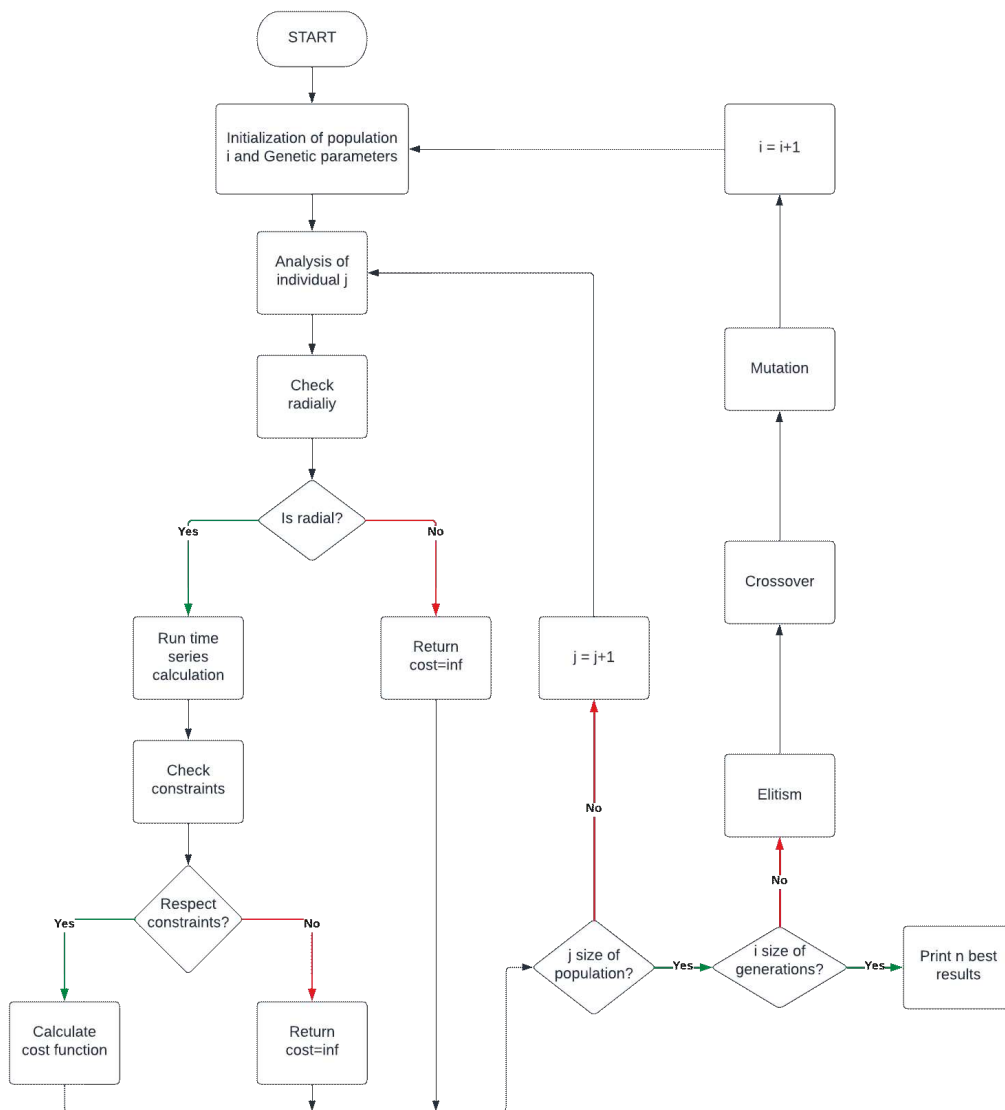 START
Initialization of population
i and Genetic parameters
i = i+1
Analysis of
individual j
Check
radialiy
Mutation
Is radial?
Yes
No
Crossover
Run time
series
calculation
Return
cost=inf
j = j+1
Check
constraints
Elitism
No
No
Respect
constraints?
Yes
No
j size of
population?
Yes
i size of
generations?
Yes
Print n best
results
Calculate
cost function
Return
cost=inf